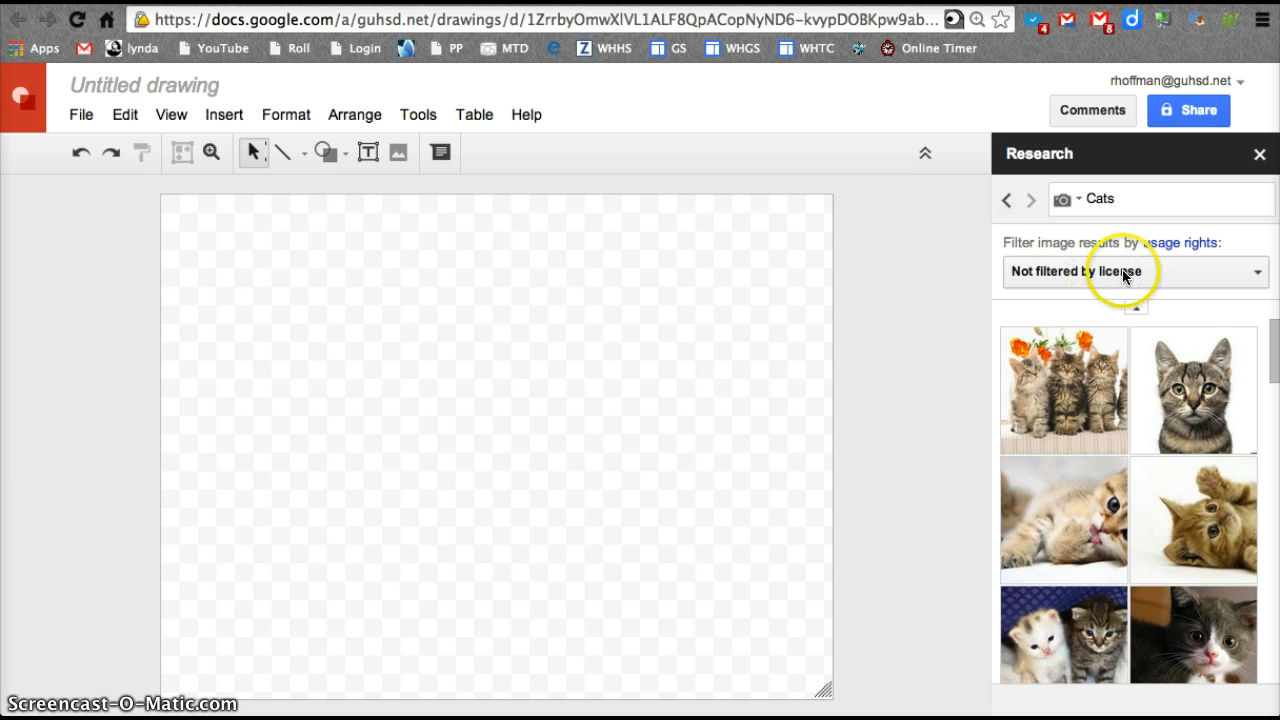 https://docs.google.com/a/guhsd.net/drawings/d/1ZrrbyOmwXlVL1ALF8QpACopNyND6-kvypDOBKpw9ab...
4
8
Apps lynda YouTube Roll Login PP MTD WHHS GS WHGS WHTC Online Timer
Untitled drawing
rhoffman@guhsd.net
File Edit View Insert Format Arrange Tools Table Help
Comments Share
Research
Cats
Filter image results by usage rights:
Not filtered by license
Screencast-O-Matic.com